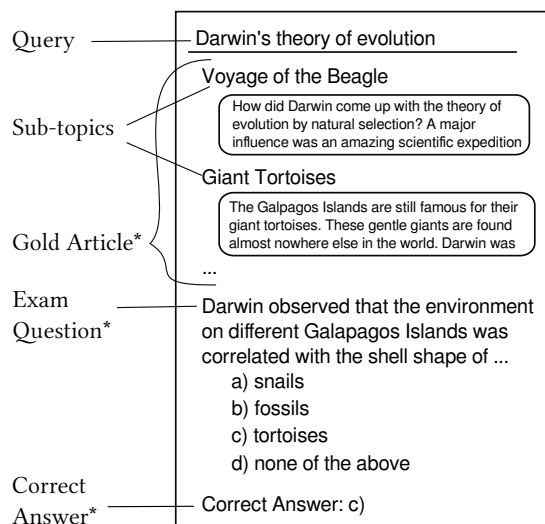 Query
Darwin's theory of evolution
Voyage of the Beagle
How did Darwin come up with the theory of
evolution by natural selection? A major
influence was an amazing scientific expedition
Sub-topics
Giant Tortoises
The Galpagos Islands are still famous for their
giant tortoises. These gentle giants are found
almost nowhere else in the world. Darwin was
Gold Article*
...
Exam
Question*
Darwin observed that the environment
on different Galapagos Islands was
correlated with the shell shape of ...
a) snails
b) fossils
c) tortoises
d) none of the above
Correct
Answer*
Correct Answer: c)